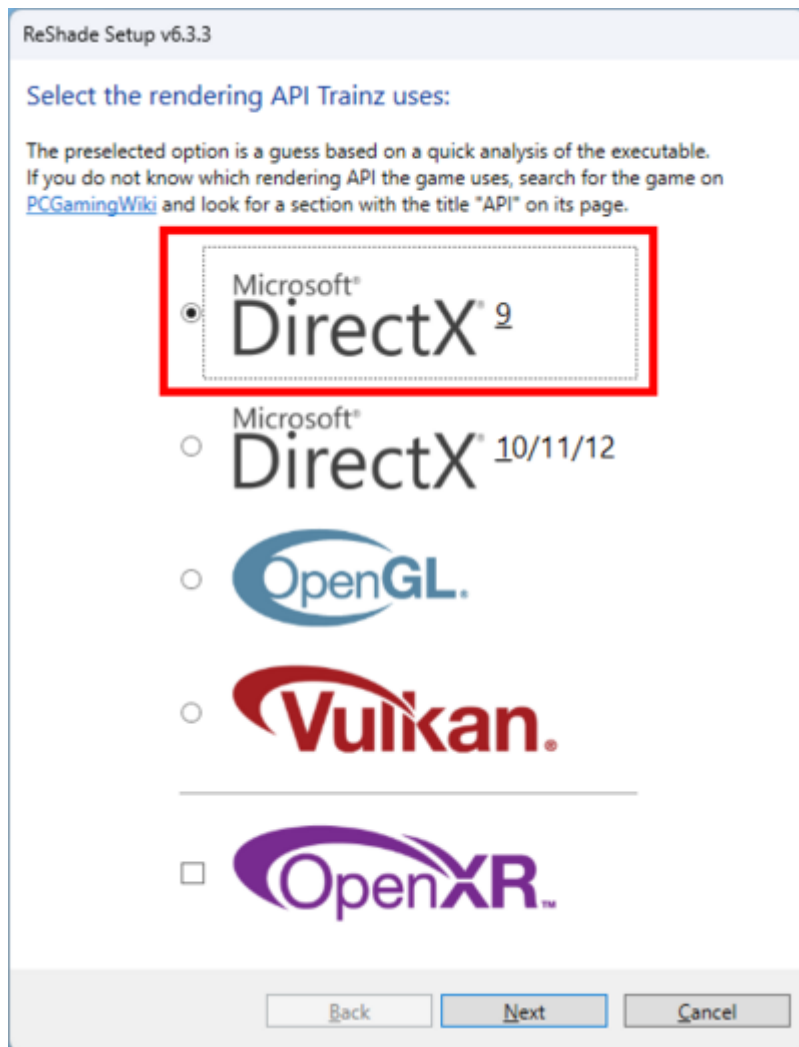 ReShade Setup v6.3.3
Select the rendering API Trainz uses:
The preselected option is a guess based on a quick analysis of the executable.
If you do not know which rendering API the game uses, search for the game on
PCGamingWiki and look for a section with the title "API" on its page.
Microsoft®
DirectX® 9
Microsoft®
DirectX® 10/11/12
OpenGL®
Vulkan®
OpenXR™
Back Next Cancel